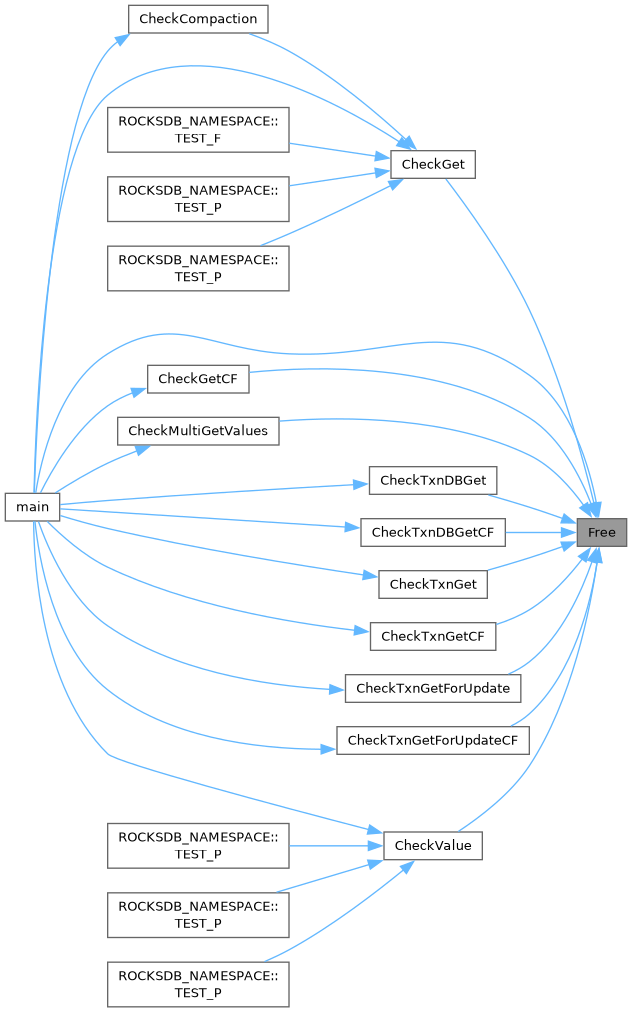 CheckCompaction
ROCKSDB_NAMESPACE::
TEST_F
CheckGet
ROCKSDB_NAMESPACE::
TEST_P
ROCKSDB_NAMESPACE::
TEST_P
CheckGetCF
CheckMultiGetValues
CheckTxnDBGet
main
CheckTxnDBGetCF
Free
CheckTxnGet
CheckTxnGetCF
CheckTxnGetForUpdate
CheckTxnGetForUpdateCF
ROCKSDB_NAMESPACE::
TEST_P
CheckValue
ROCKSDB_NAMESPACE::
TEST_P
ROCKSDB_NAMESPACE::
TEST_P